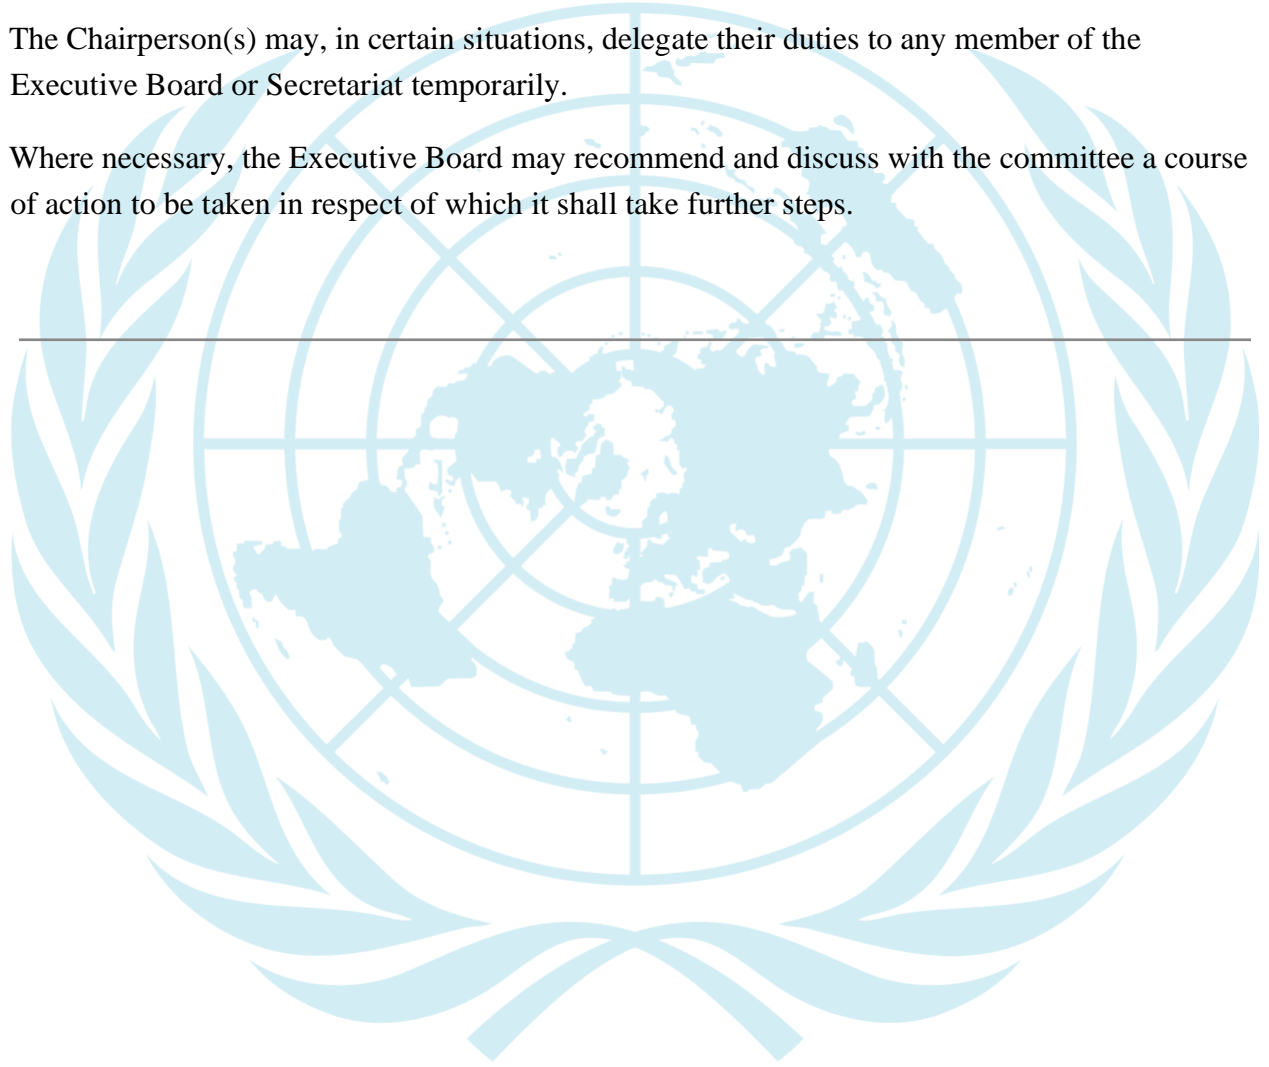 The Chairperson(s) may, in certain situations, delegate their duties to any member of the
Executive Board or Secretariat temporarily.
Where necessary, the Executive Board may recommend and discuss with the committee a course
of action to be taken in respect of which it shall take further steps.